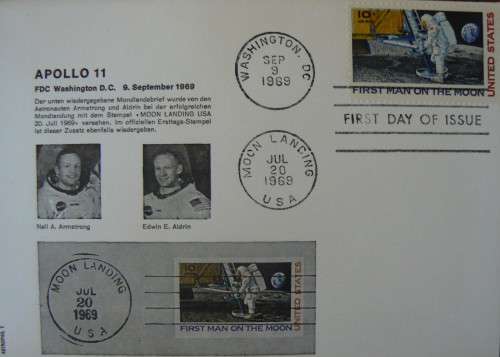 APOLLO 11
FDC Washington D.C. 9. September 1969
Der unten wiedergegebene Mondlandebrief wurde von den
Astronauten Armstrong und Aldrin bei der erfolgreichen
Mondlandung mit dem Stempel «MOON LANDING USA
20. Juli 1969» versehen. Im offiziellen Ersttags-Stempel
ist dieser Zusatz ebenfalls wiedergegeben.
Neil A. Armstrong
Edwin E. Aldrin
WASHINGTON, DC
SEP
9
1969
10¢
UNITED STATES
FIRST MAN ON THE MOON
FIRST DAY OF ISSUE
MOON LANDING
JUL
20
1969
USA
MOON LANDING
JUL
20
1969
USA
10¢
UNITED STATES
FIRST MAN ON THE MOON